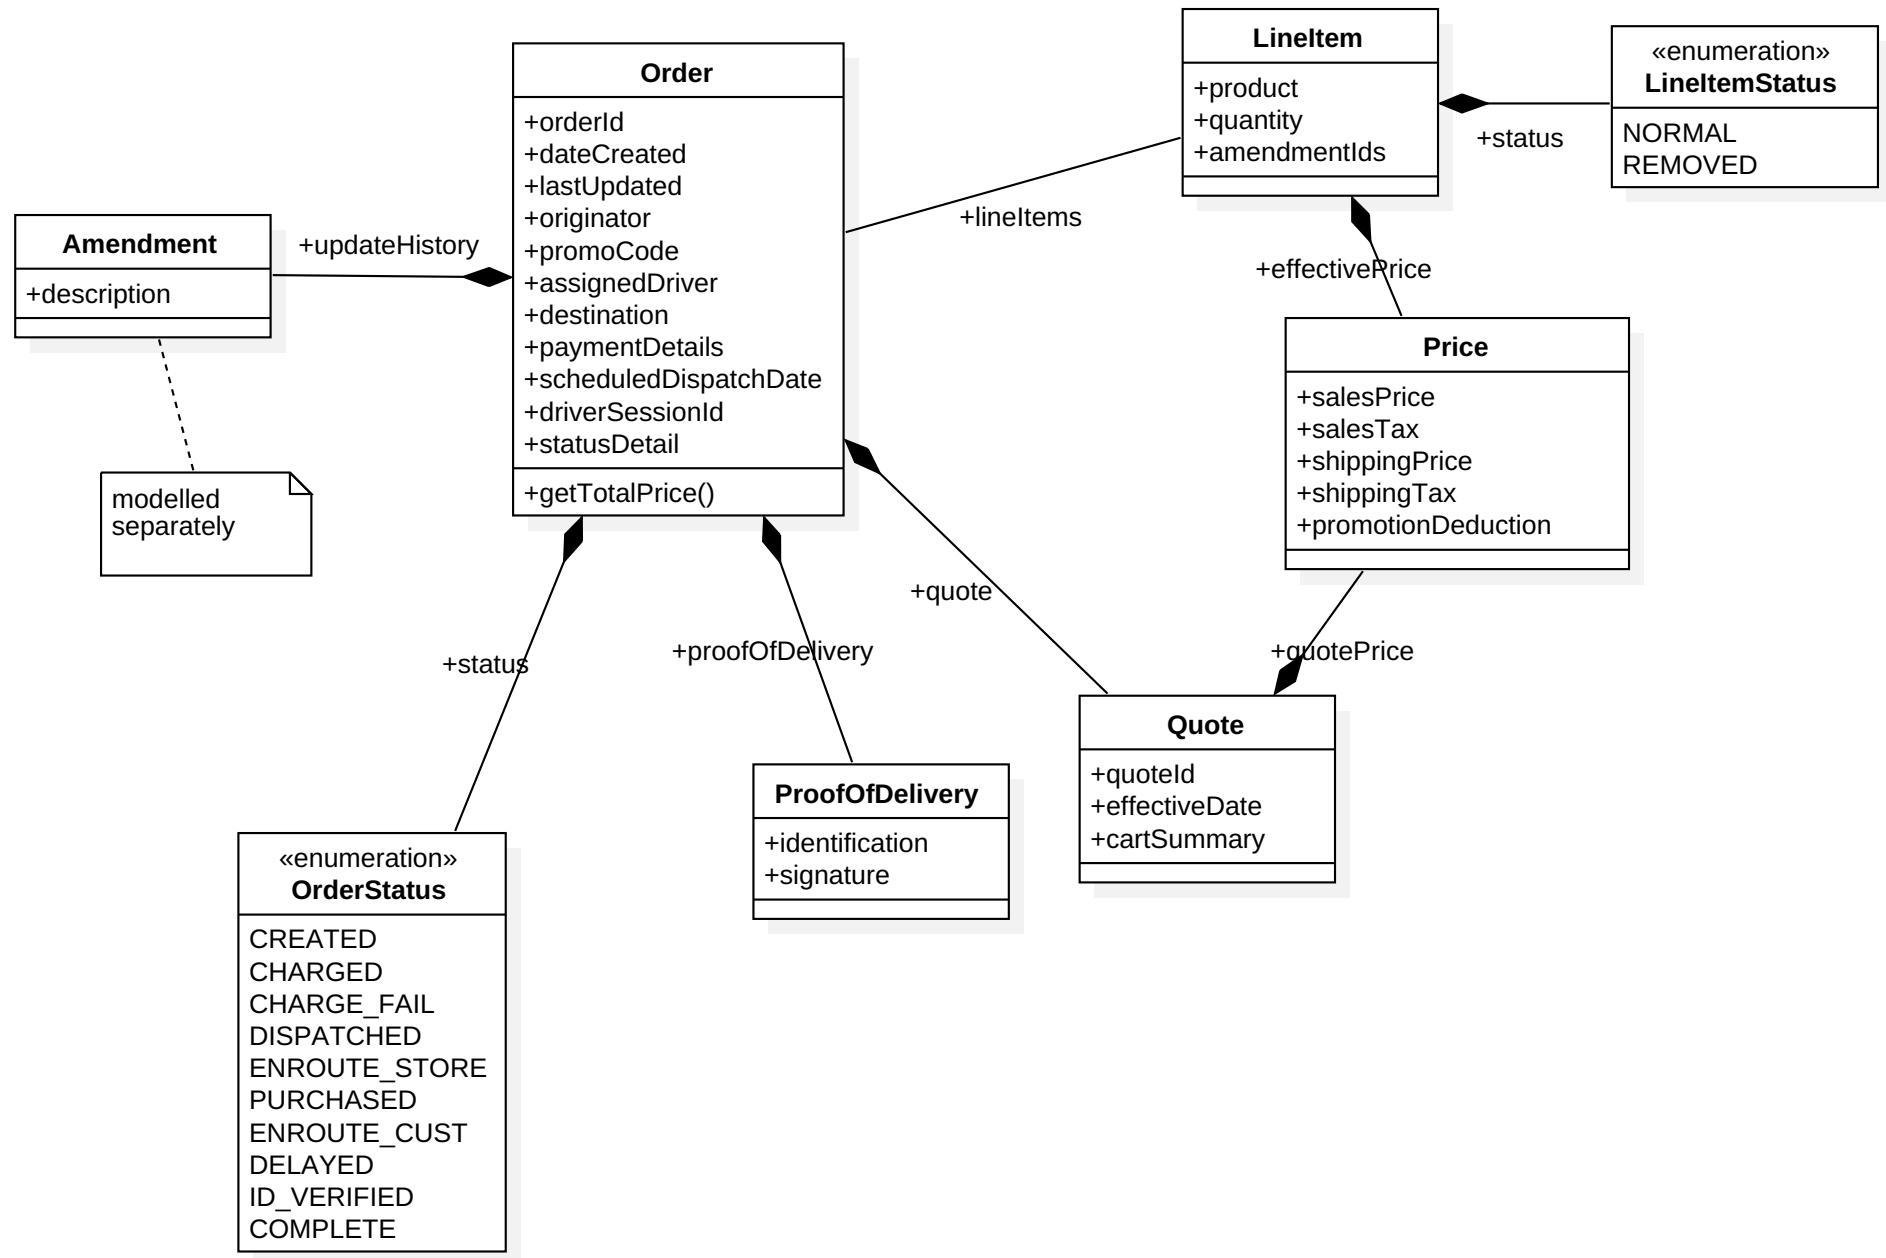 Order
+orderId
+dateCreated
+lastUpdated
+originator
+promoCode
+assignedDriver
+destination
+paymentDetails
+scheduledDispatchDate
+driverSessionId
+statusDetail
+getTotalPrice()
LineItem
+product
+quantity
+amendmentIds
+status
«enumeration»
LineItemStatus
NORMAL
REMOVED
+lineItems
Amendment
+description
+updateHistory
modelled
separately
+effectivePrice
Price
+salesPrice
+salesTax
+shippingPrice
+shippingTax
+promotionDeduction
+quote
+quotePrice
+status
+proofOfDelivery
Quote
+quoteId
+effectiveDate
+cartSummary
ProofOfDelivery
+identification
+signature
«enumeration»
OrderStatus
CREATED
CHARGED
CHARGE_FAIL
DISPATCHED
ENROUTE_STORE
PURCHASED
ENROUTE_CUST
DELAYED
ID_VERIFIED
COMPLETE